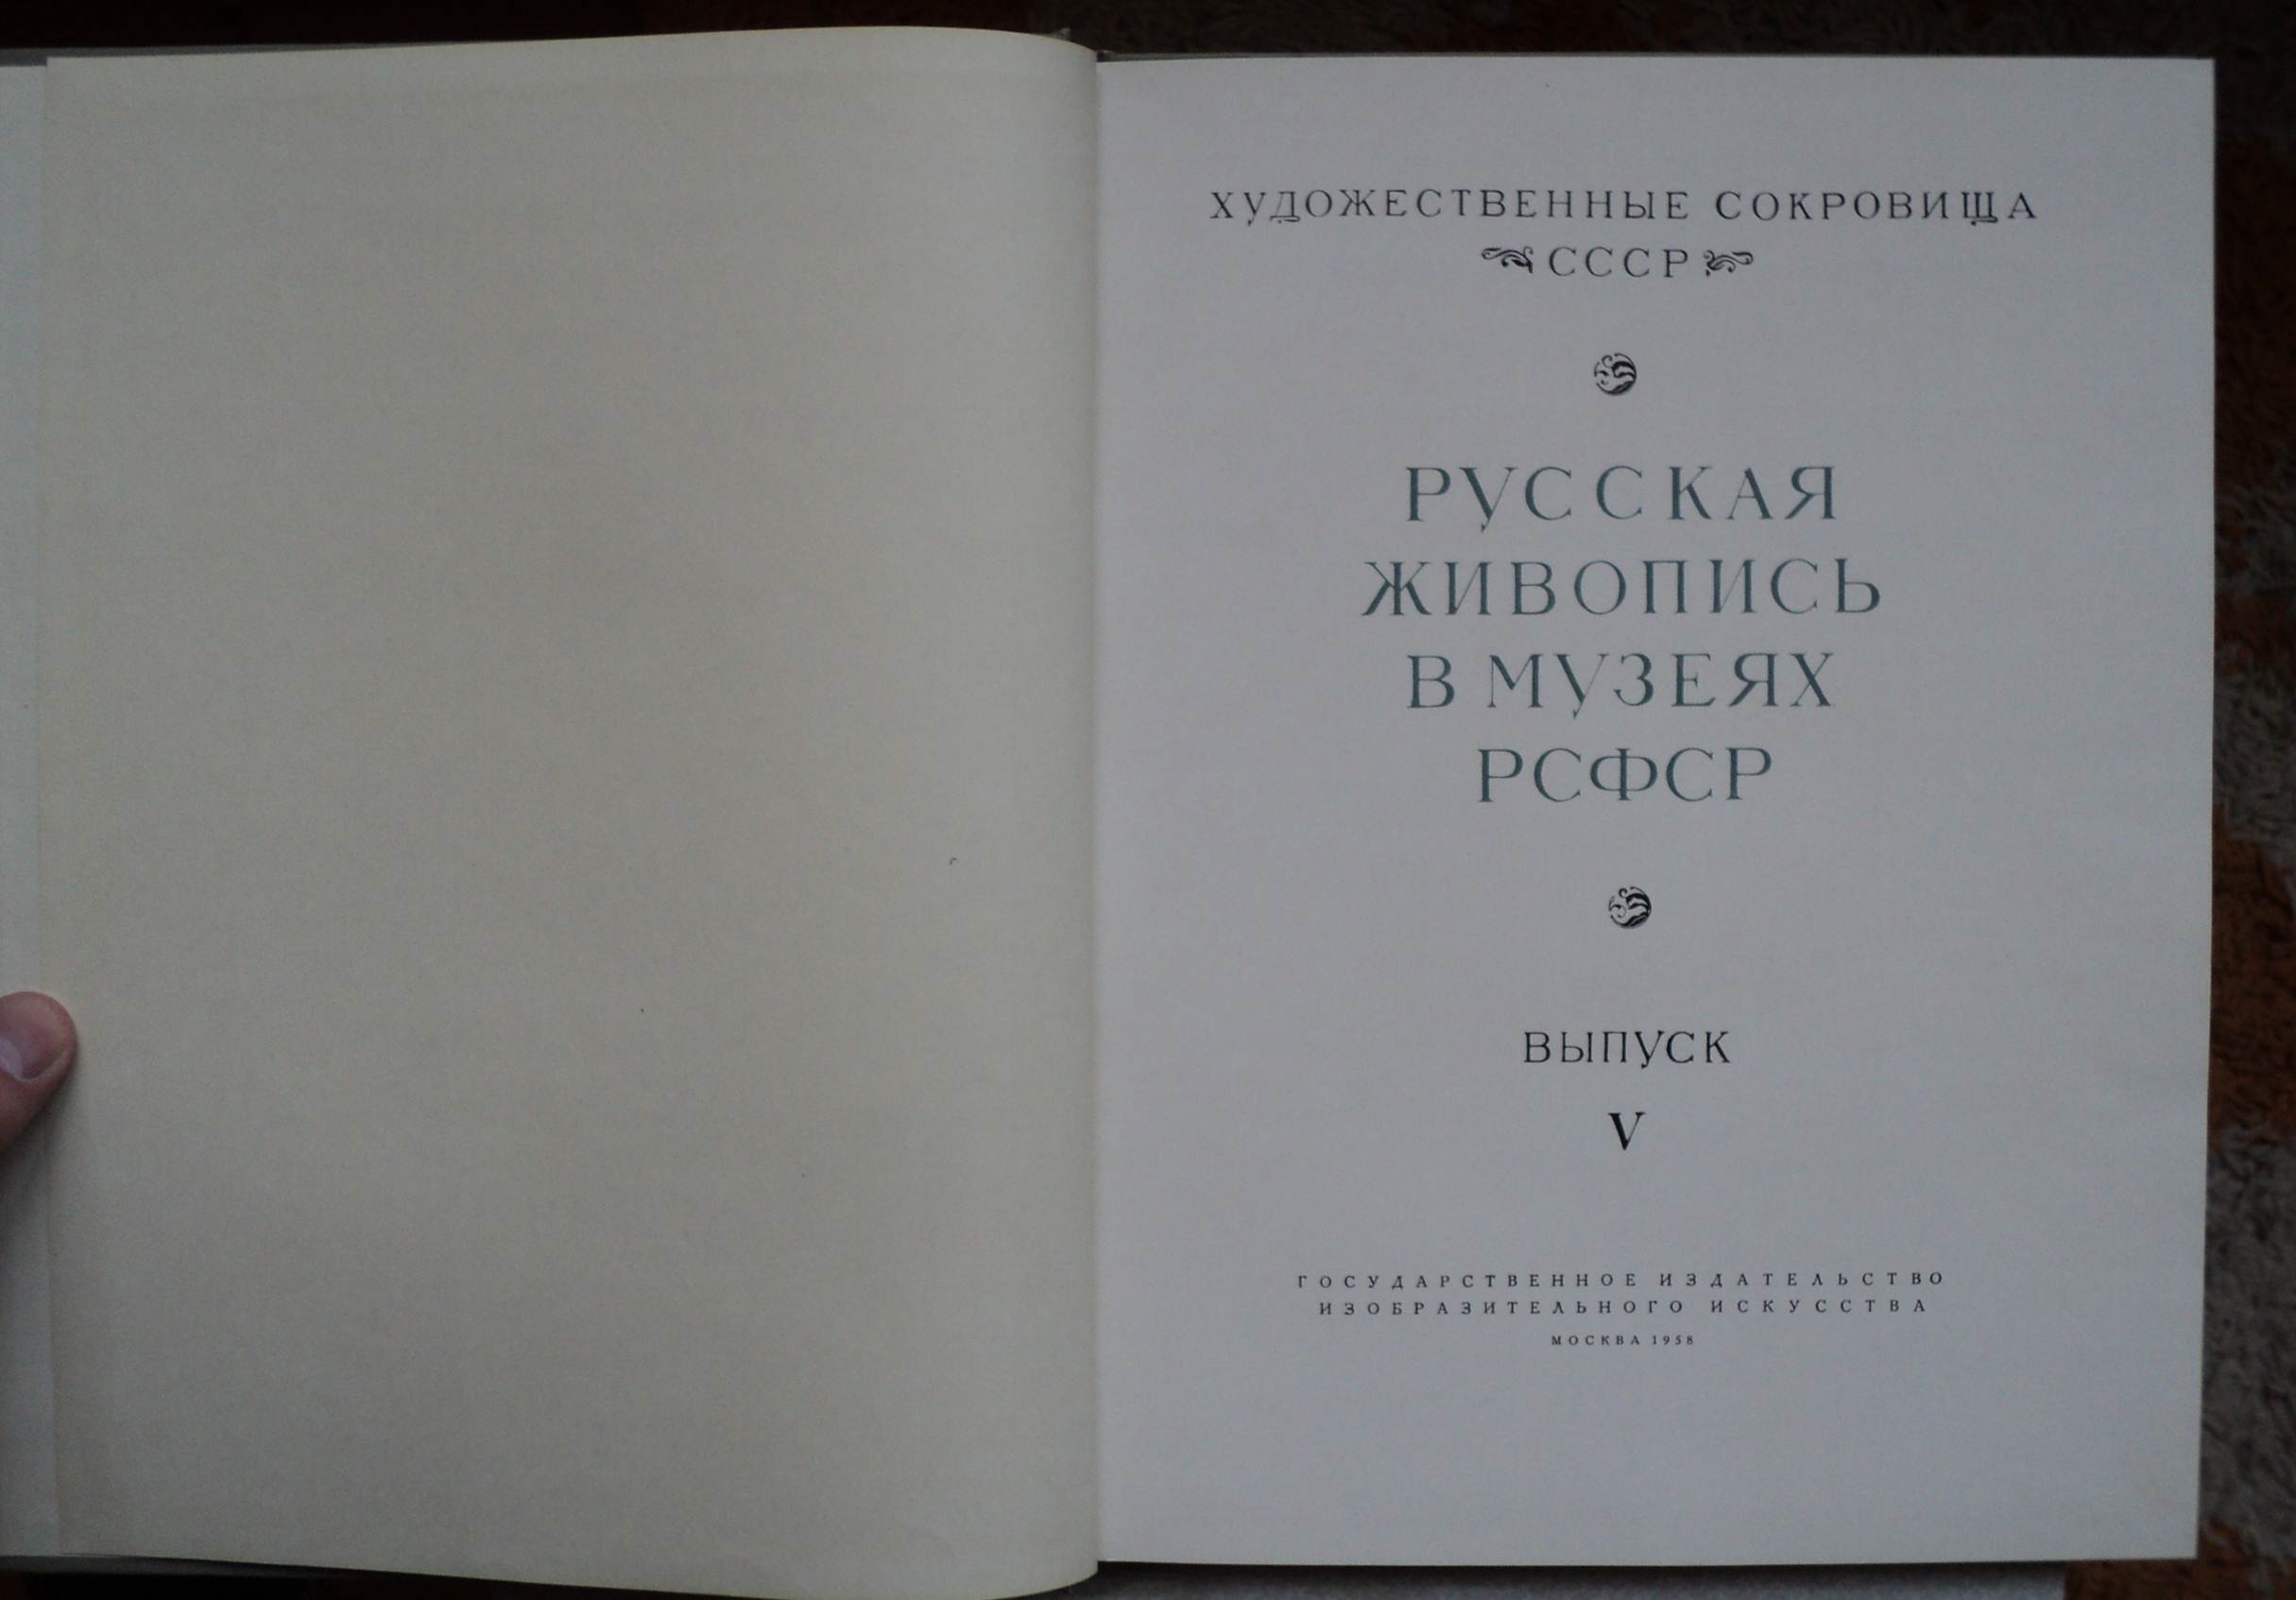 ХУДОЖЕСТВЕННЫЕ СОКРОВИЩА
СССР
РУССКАЯ
ЖИВОПИСЬ
В МУЗЕЯХ
РСФСР
ВЫПУСК
V
ГОСУДАРСТВЕННОЕ ИЗДАТЕЛЬСТВО
ИЗОБРАЗИТЕЛЬНОГО ИСКУССТВА
МОСКВА 1958